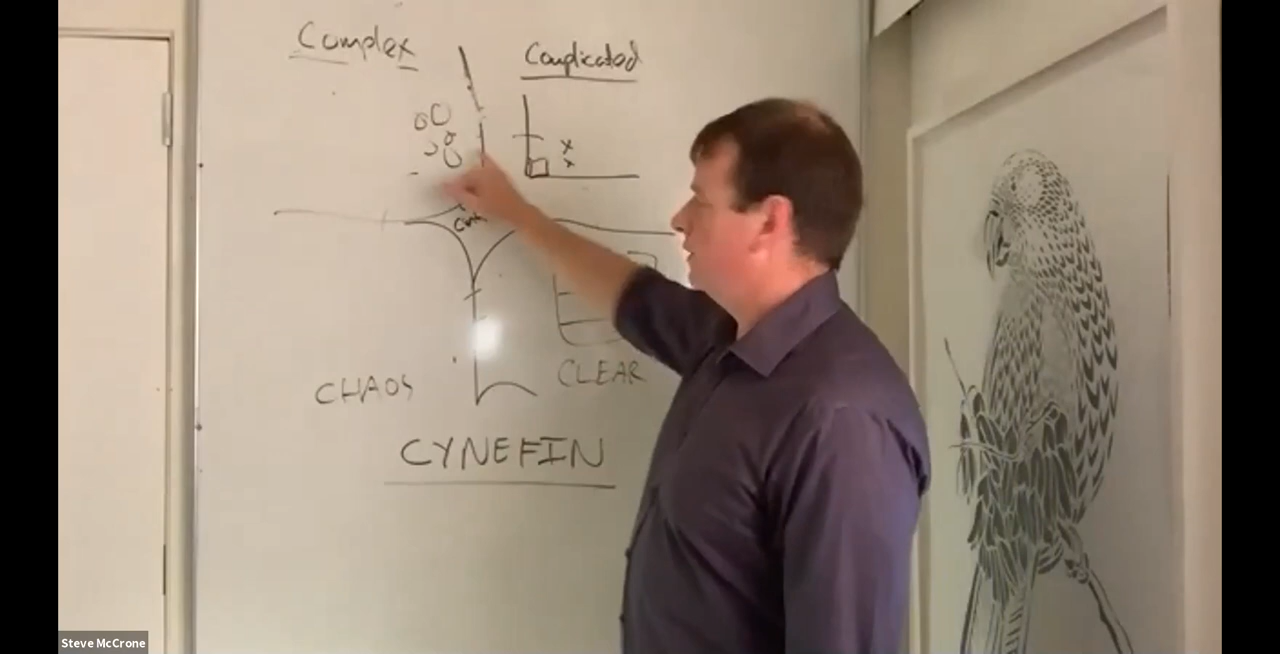 Complex
Complicated
CHAOS
CLEAR
CYNEFIN
Steve McCrone